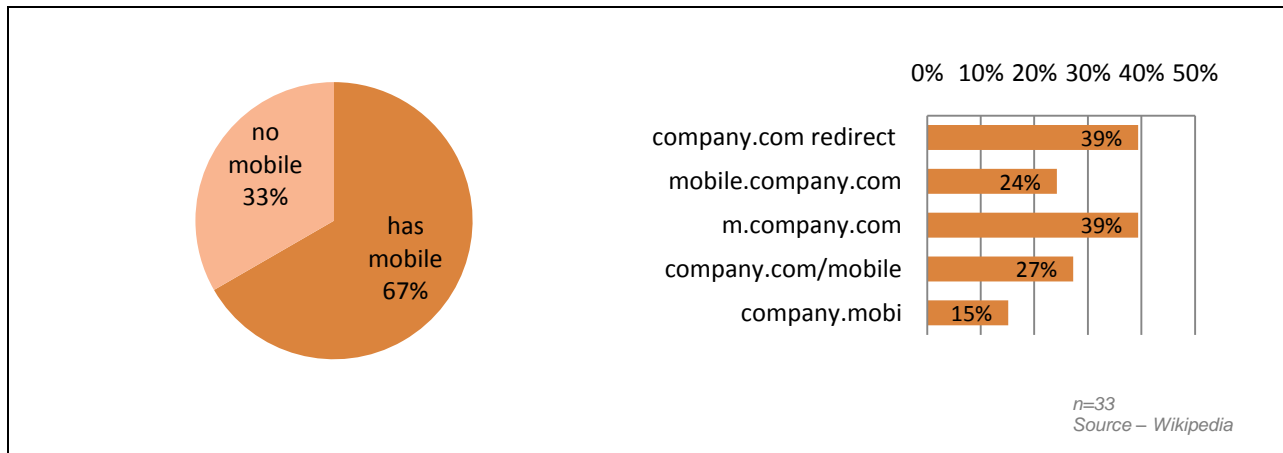 no
mobile
33%
has
mobile
67%
0% 10% 20% 30% 40% 50%
company.com redirect 39%
mobile.company.com 24%
m.company.com 39%
company.com/mobile 27%
company.mobi 15%
n=33
Source – Wikipedia